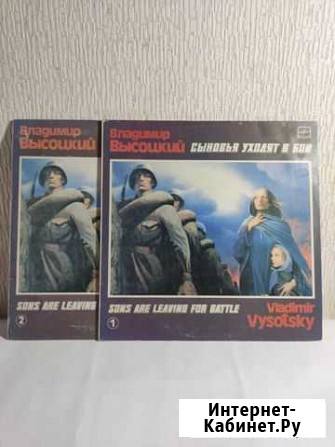 Владимир
Высоцкий
SONS ARE LEAVING
2
Владимир
Высоцкий Сыновья уходят в бой
SONS ARE LEAVING FOR BATTLE
1
Vladimir
Vysotsky
Интернет-
Кабинет.Ру